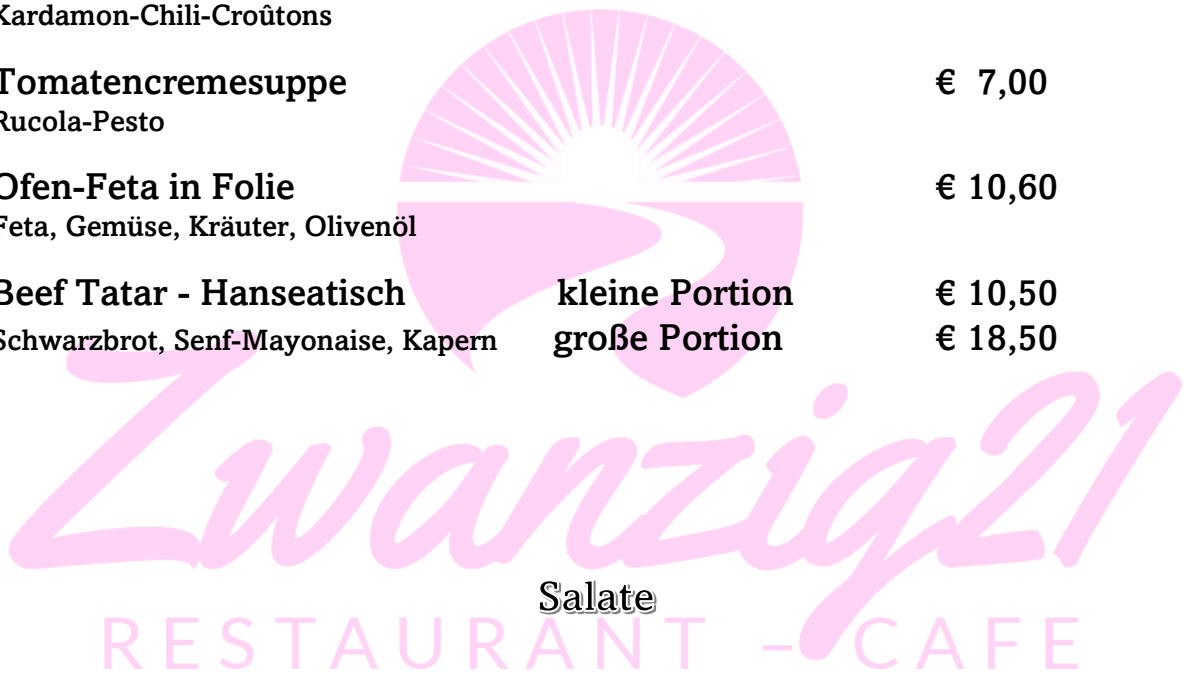 Kardamon-Chili-Croûtons
Tomatencremesuppe € 7,00
Rucola-Pesto
Ofen-Feta in Folie € 10,60
Feta, Gemüse, Kräuter, Olivenöl
Beef Tatar - Hanseatisch kleine Portion € 10,50
Schwarzbrot, Senf-Mayonaise, Kapern große Portion € 18,50
Zwanzig21
Salate
RESTAURANT – CAFE